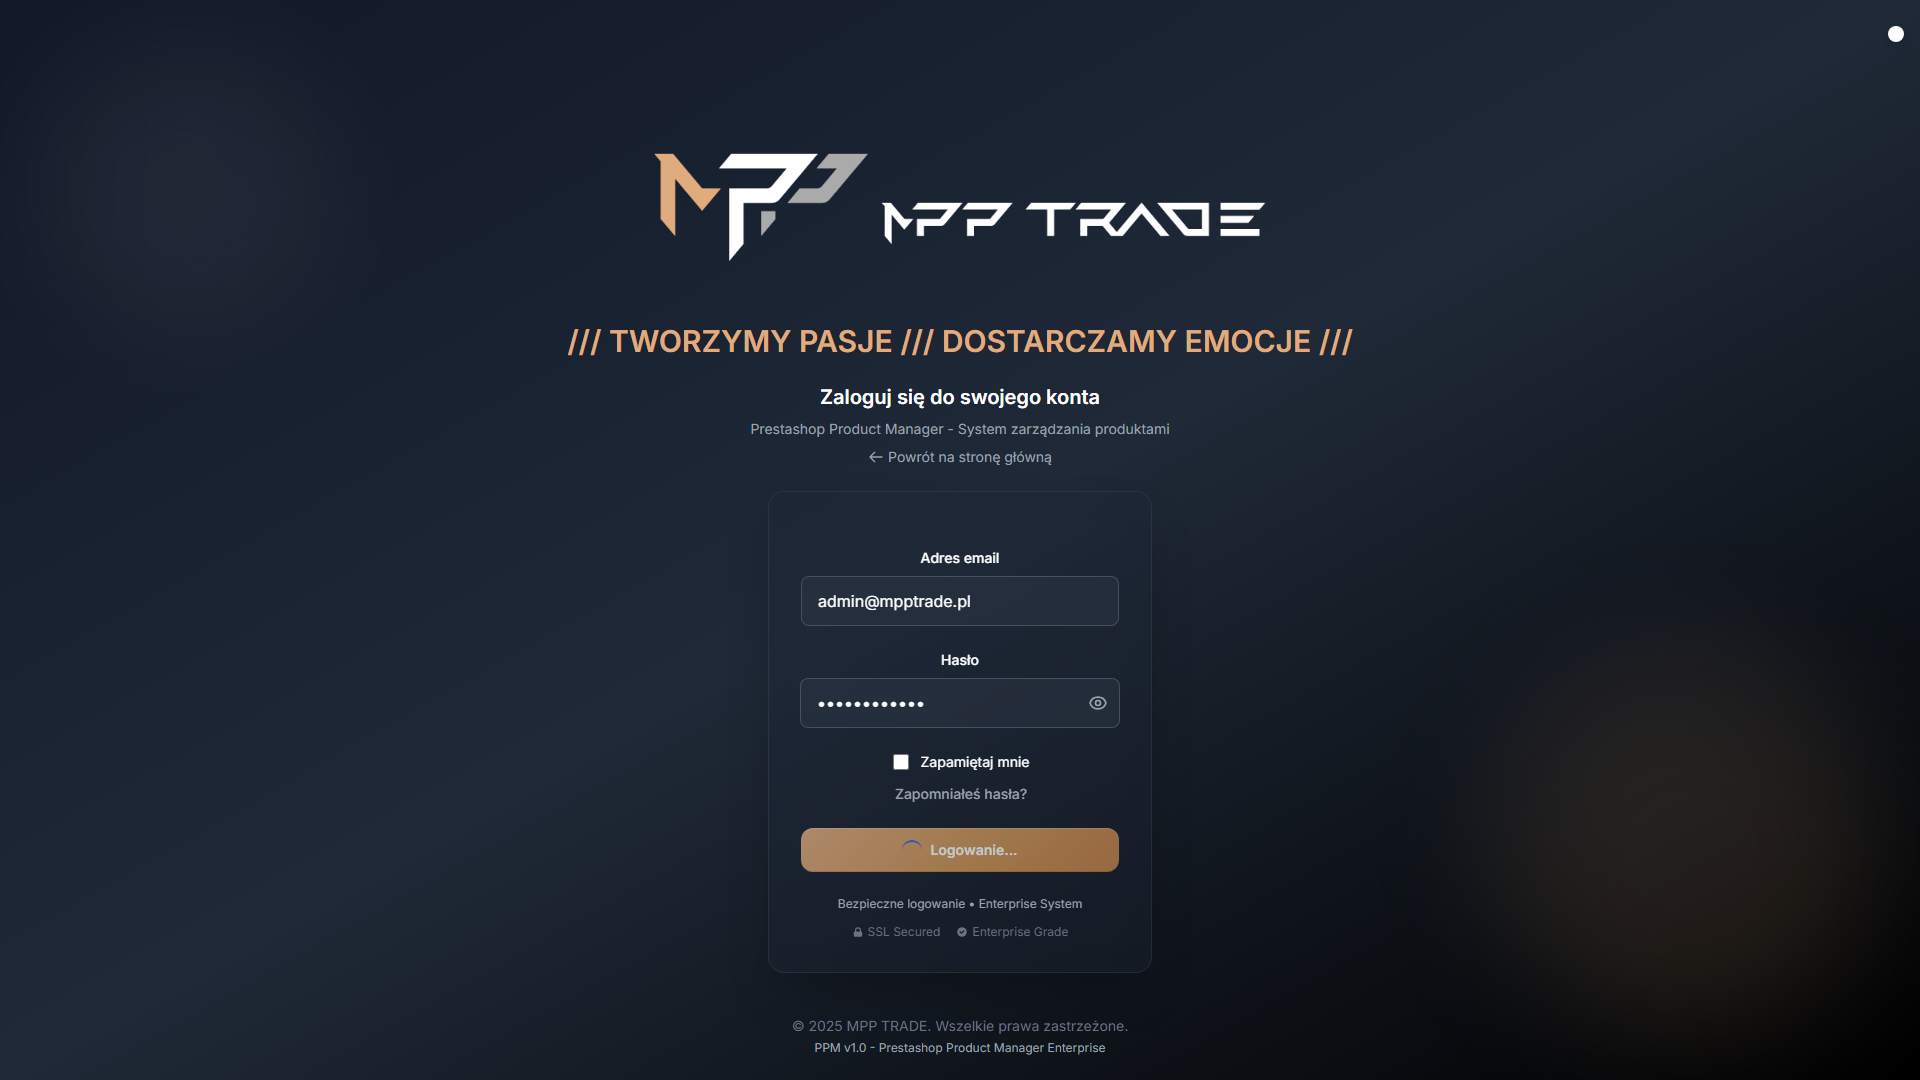 MPP
MPP TRADE
/// TWORZYMY PASJE /// DOSTARCZAMY EMOCJE ///
Zaloguj się do swojego konta
Prestashop Product Manager - System zarządzania produktami
← Powrót na stronę główną
Adres email
admin@mpptrade.pl
Hasło
••••••••••••
Zapamiętaj mnie
Zapomniałeś hasła?
Logowanie...
Bezpieczne logowanie • Enterprise System
SSL Secured Enterprise Grade
© 2025 MPP TRADE. Wszelkie prawa zastrzeżone.
PPM v1.0 - Prestashop Product Manager Enterprise